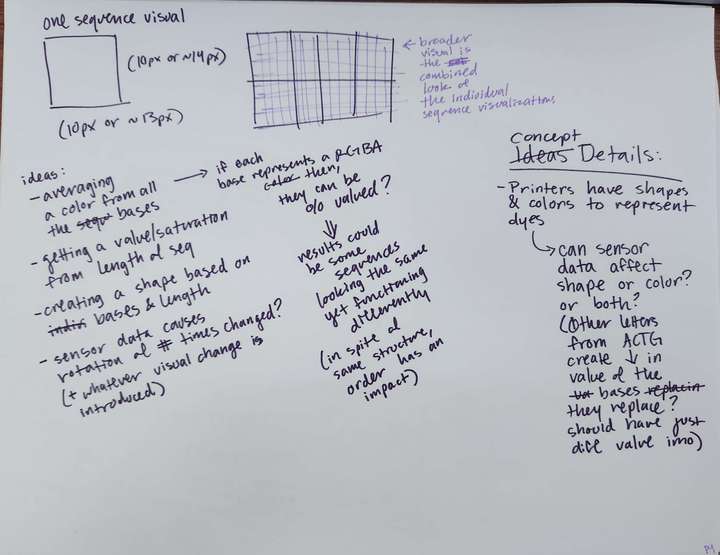 one sequence visual
(10px or ~14px)
(10px or ~13px)
← broader
visual is
the
combined
look of
the individual
sequence visualizations
ideas:
- averaging
a color from all
the sequ bases
- getting a value/saturation
from length of seq
- creating a shape based on
indiv bases & length
- sensor data causes
rotation of # times changed?
(+ whatever visual change is
introduced)
→ if each
base represents a RGBA
color then,
they can be
% valued?
↓
results could
be some
sequences
looking the same
yet functioning
differently
(in spite of
same structure,
order has an
impact)
Concept
Ideas Details:
- Printers have shapes
& colors to represent
dyes
↳ can sensor
data affect
shape or color?
or both?
(Other letters
from ACTG
create ↓ in
value of the
bases replacin
they replace?
should have just
diff value imo)